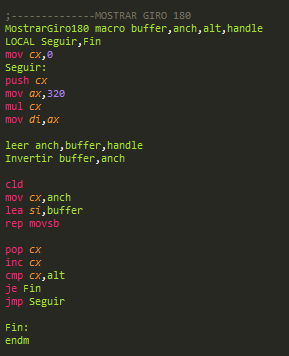 ;--------------MOSTRAR GIRO 180
MostrarGiro180 macro buffer,anch,alt,handle
LOCAL Seguir,Fin
mov cx,0
Seguir:
push cx
mov ax,320
mul cx
mov di,ax
leer anch,buffer,handle
Invertir buffer,anch
cld
mov cx,anch
lea si,buffer
rep movsb
pop cx
inc cx
cmp cx,alt
je Fin
jmp Seguir
Fin:
endm